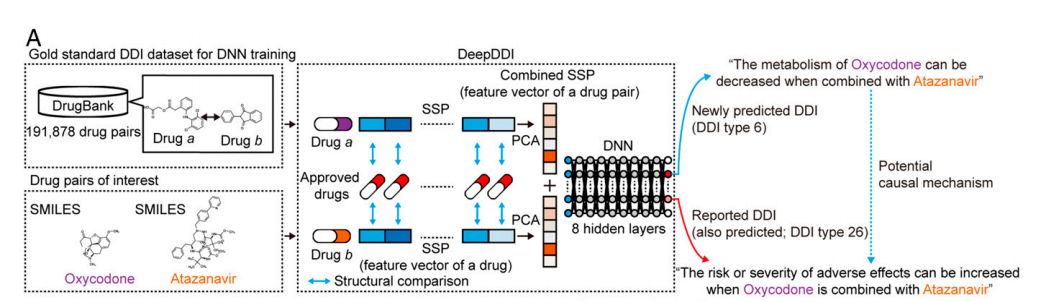 A
Gold standard DDI dataset for DNN training
DrugBank
191,878 drug pairs
Drug a
Drug b
Drug pairs of interest
SMILES
SMILES
Oxycodone
Atazanavir
DeepDDI
Combined SSP
(feature vector of a drug pair)
SSP
Drug a
PCA
Approved
drugs
DNN
+
8 hidden layers
PCA
Drug b
SSP
(feature vector of a drug)
Structural comparison
“The metabolism of Oxycodone can be
decreased when combined with Atazanavir”
Newly predicted DDI
(DDI type 6)
Potential
causal mechanism
Reported DDI
(also predicted; DDI type 26)
“The risk or severity of adverse effects can be increased
when Oxycodone is combined with Atazanavir”